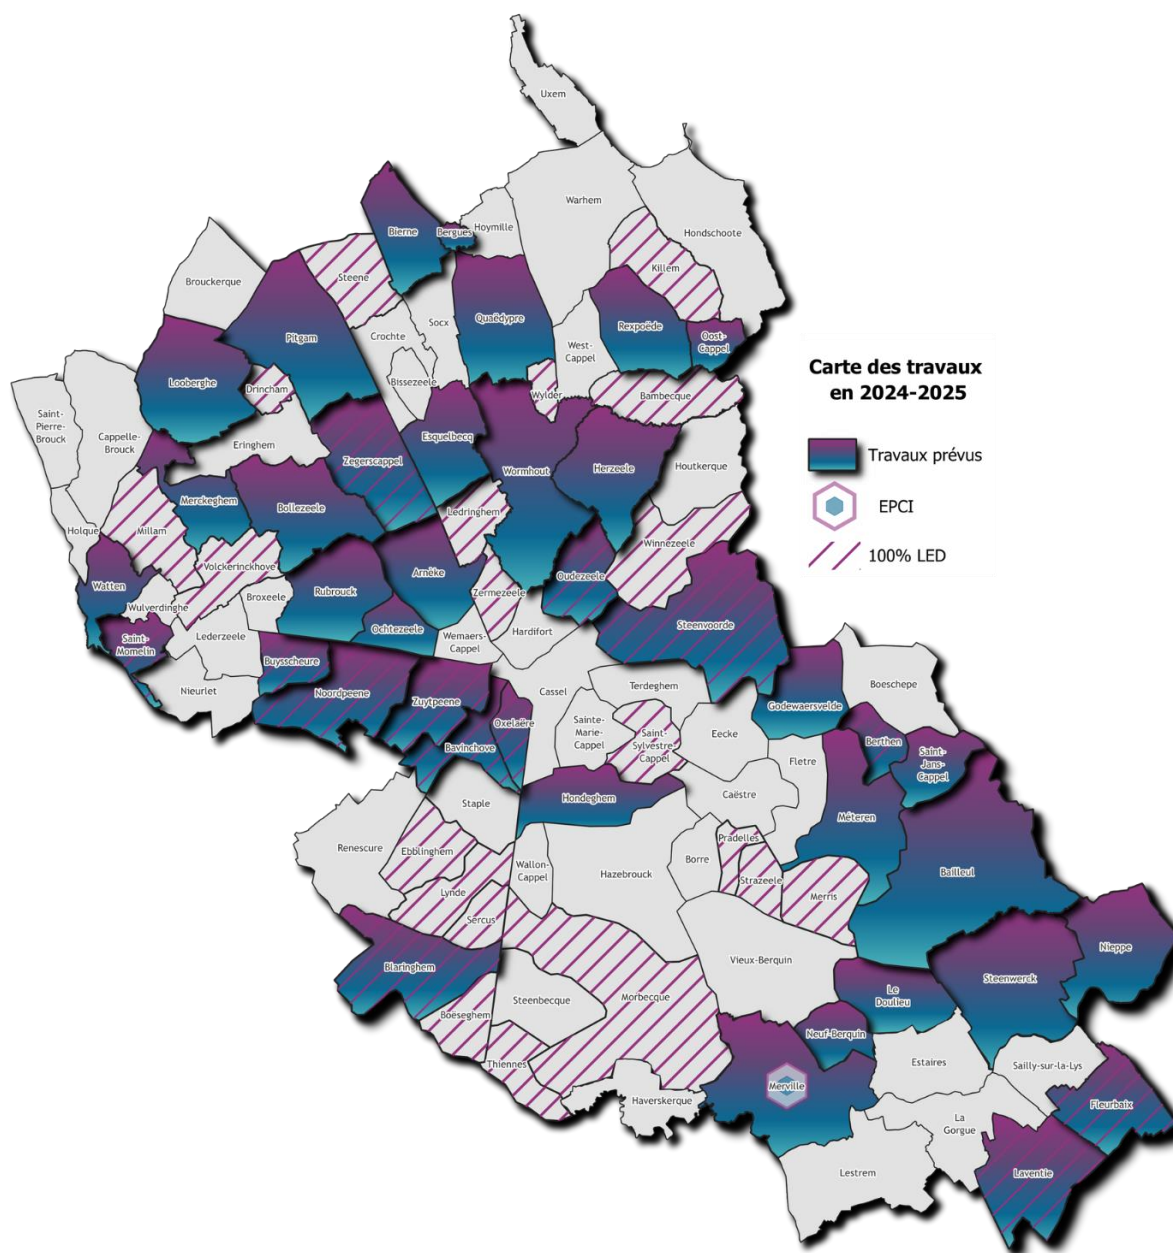 Uxem
Warhem
Hoymille
Hondschoote
Bierne
Bergues
Killem
Steene
Brouckerque
Quaëdypre
Socx
Rexpoëde
Oost-
Cappel
Pitgam
Crochte
West-
Cappel
Bissezeele
Looberghe
Drincham
Wylder
Bambecque
Carte des travaux
en 2024-2025
Travaux prévus
EPCI
100% LED
Saint-
Pierre-
Brouck
Cappelle-
Brouck
Eringhem
Esquelbecq
Zegerscappel
Wormhout
Herzeele
Houtkerque
Merckeghem
Bollezeele
Ledringhem
Holque
Millam
Winnezeele
Volckerinckhove
Arnèke
Oudezeele
Watten
Wulverdinghe
Broxeele
Rubrouck
Zermezeele
Ochtezeele
Hardifort
Steenvoorde
Saint-
Momelin
Lederzeele
Wemaers-
Cappel
Buysscheure
Nieurlet
Noordpeene
Zuytpeene
Cassel
Terdeghem
Boeschepe
Oxelaëre
Godewaersvelde
Sainte-
Marie-
Cappel
Saint-
Sylvestre-
Cappel
Eecke
Berthen
Saint-
Jans-
Cappel
Bavinchove
Fletre
Staple
Hondeghem
Caëstre
Méteren
Renescure
Ebblinghem
Wallon-
Cappel
Hazebrouck
Borre
Pradelles
Strazeele
Merris
Bailleul
Lynde
Sercus
Nieppe
Blaringhem
Vieux-Berquin
Steenwerck
Steenbecque
Morbecque
Le
Doulieu
Boëseghem
Neuf-Berquin
Thiennes
Estaires
Sailly-sur-la-Lys
Merville
Haverskerque
Fleurbaix
La
Gorgue
Lestrem
Laventie